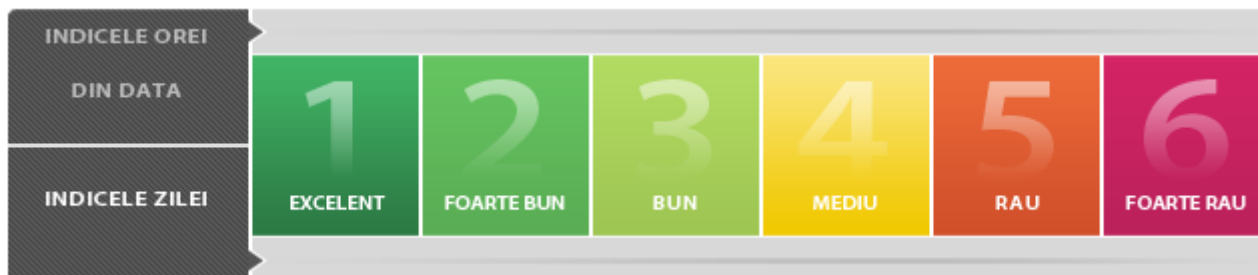 INDICELE OREI
DIN DATA
INDICELE ZILEI
1
EXCELENT
2
FOARTE BUN
3
BUN
4
MEDIU
5
RAU
6
FOARTE RAU